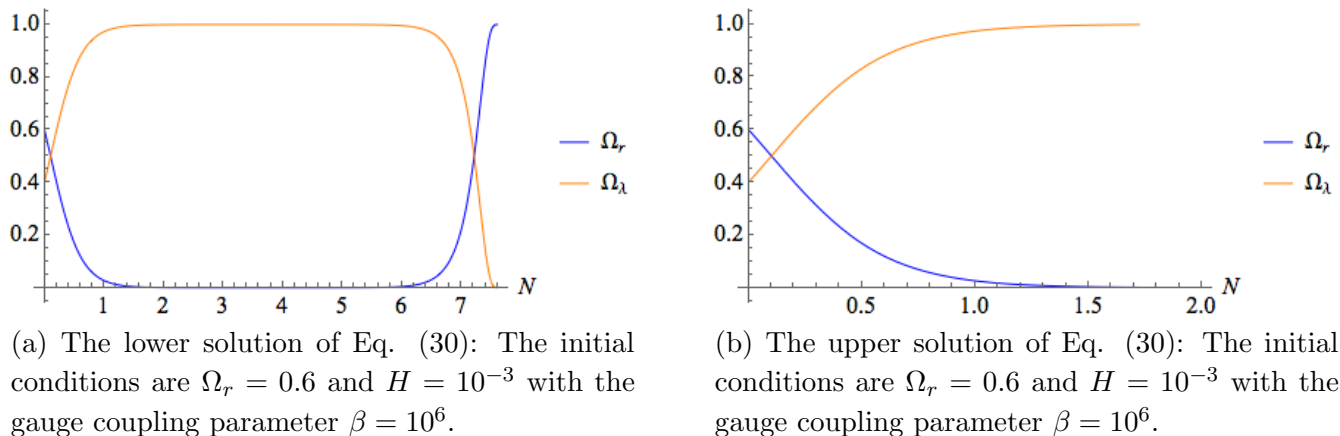 1.0
0.8
0.6
0.4
0.2
1 2 3 4 5 6 7 N
Ω_r
Ω_λ
1.0
0.8
0.6
0.4
0.2
0.5 1.0 1.5 2.0 N
Ω_r
Ω_λ
(a) The lower solution of Eq. (30): The initial
conditions are Ω_r = 0.6 and H = 10^{-3} with the
gauge coupling parameter β = 10^6.
(b) The upper solution of Eq. (30): The initial
conditions are Ω_r = 0.6 and H = 10^{-3} with the
gauge coupling parameter β = 10^6.